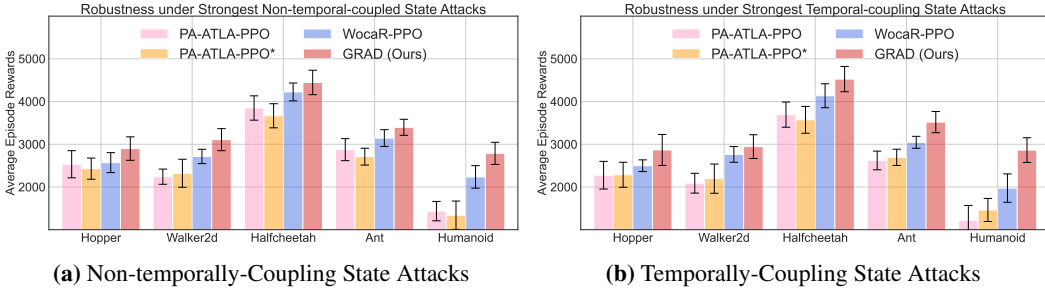 Robustness under Strongest Non-temporal-coupled State Attacks
Average Episode Rewards
5000
4000
3000
2000
PA-ATLA-PPO
PA-ATLA-PPO*
WocaR-PPO
GRAD (Ours)
Hopper
Walker2d
Halfcheetah
Ant
Humanoid
(a) Non-temporally-Coupling State Attacks
Robustness under Strongest Temporal-coupling State Attacks
Average Episode Rewards
5000
4000
3000
2000
PA-ATLA-PPO
PA-ATLA-PPO*
WocaR-PPO
GRAD (Ours)
Hopper
Walker2d
Halfcheetah
Ant
Humanoid
(b) Temporally-Coupling State Attacks